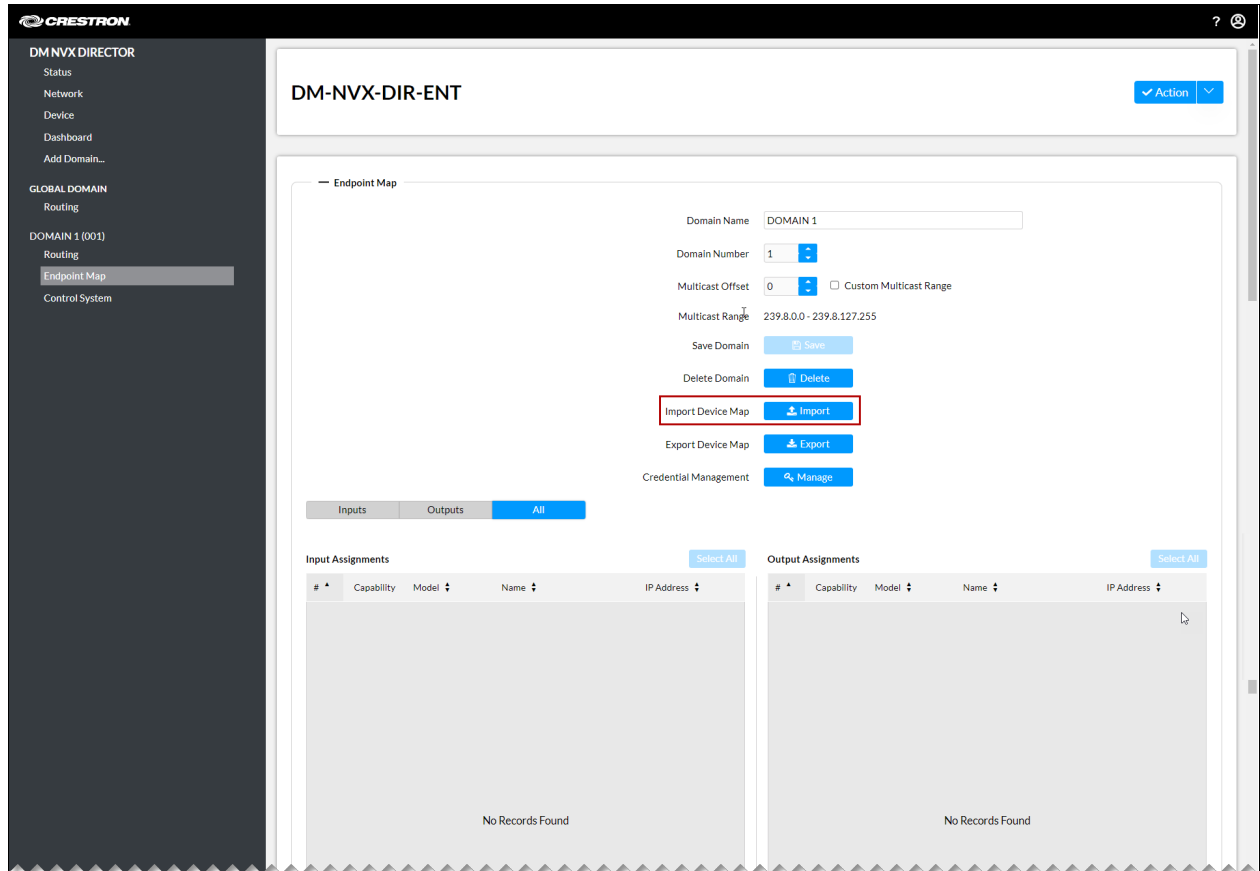 CRESTRON ?
DM NVX DIRECTOR
Status
Network
Device
Dashboard
Add Domain...
GLOBAL DOMAIN
Routing
DOMAIN 1 (001)
Routing
Endpoint Map
Control System
DM-NVX-DIR-ENT
Action
Endpoint Map
Domain Name DOMAIN 1
Domain Number 1
Multicast Offset 0 Custom Multicast Range
Multicast Range 239.8.0.0 - 239.8.127.255
Save Domain Save
Delete Domain Delete
Import Device Map Import
Export Device Map Export
Credential Management Manage
Inputs Outputs All
Input Assignments Select All
# Capability Model Name IP Address
No Records Found
Output Assignments Select All
# Capability Model Name IP Address
No Records Found